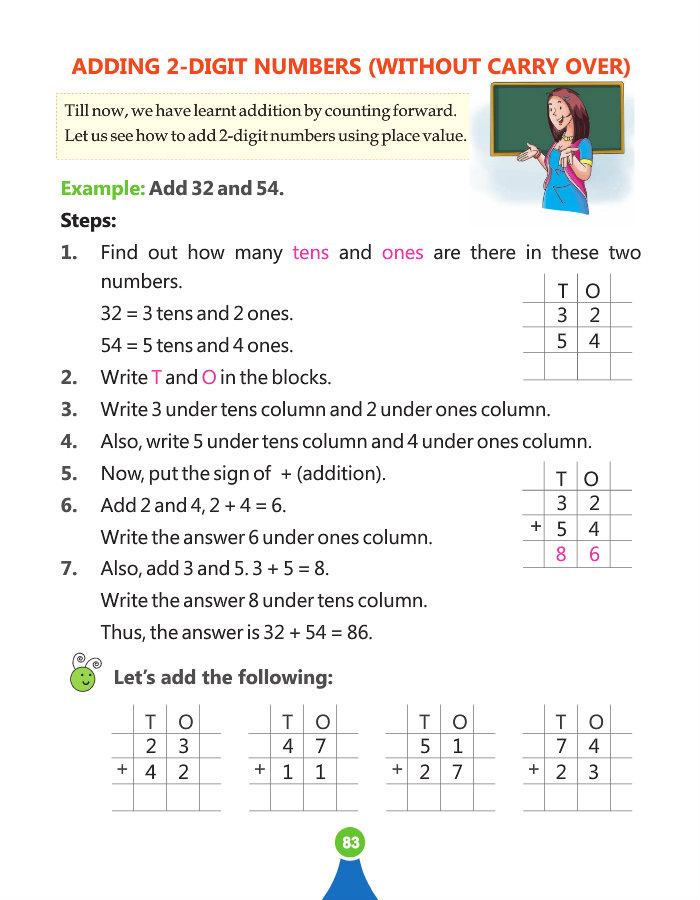 ADDING 2-DIGIT NUMBERS (WITHOUT CARRY OVER)
Till now, we have learnt addition by counting forward.
Let us see how to add 2-digit numbers using place value.
Example: Add 32 and 54.
Steps:
1. Find out how many tens and ones are there in these two
numbers.
32 = 3 tens and 2 ones.
54 = 5 tens and 4 ones.
T O
3 2
5 4
2. Write T and O in the blocks.
3. Write 3 under tens column and 2 under ones column.
4. Also, write 5 under tens column and 4 under ones column.
5. Now, put the sign of + (addition).
6. Add 2 and 4, 2 + 4 = 6.
Write the answer 6 under ones column.
7. Also, add 3 and 5. 3 + 5 = 8.
Write the answer 8 under tens column.
Thus, the answer is 32 + 54 = 86.
T O
3 2
+ 5 4
8 6
Let's add the following:
T O T O T O T O
2 3 4 7 5 1 7 4
+ 4 2 + 1 1 + 2 7 + 2 3
83